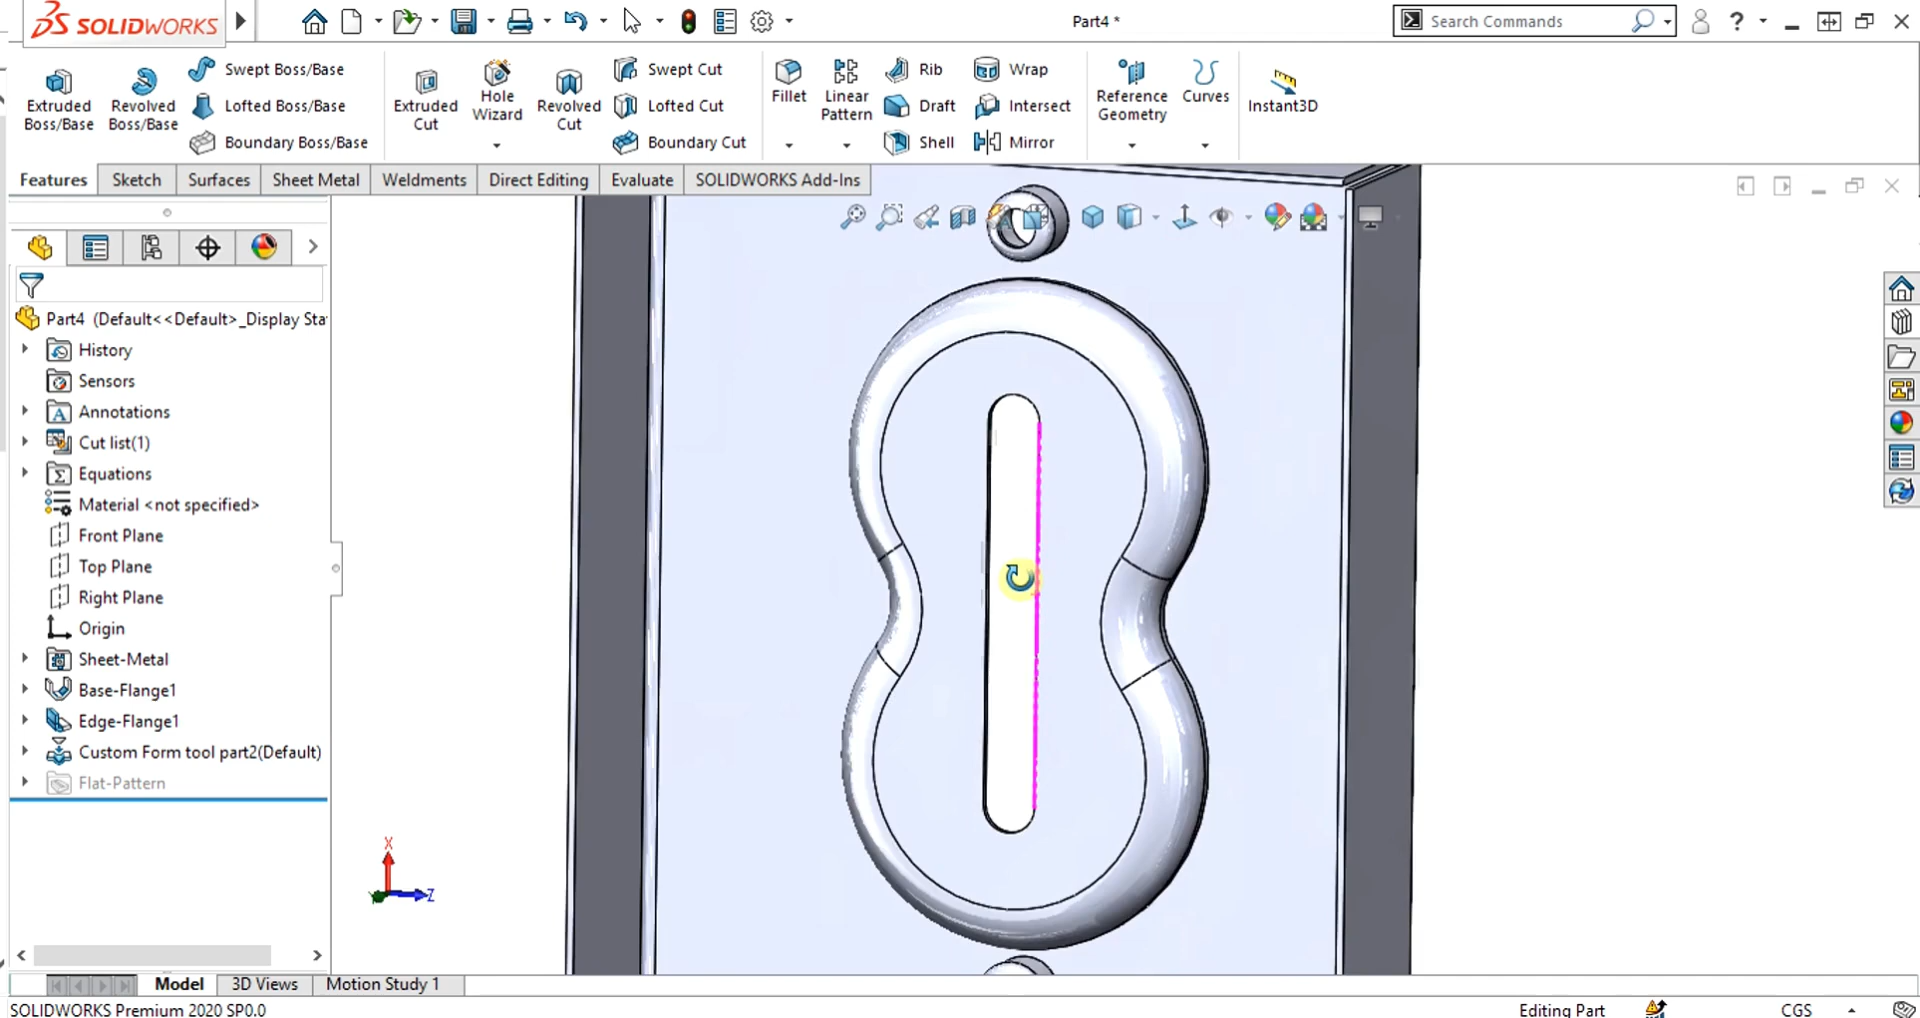 SOLIDWORKS
Part4 *
Search Commands
?
Extruded
Boss/Base
Revolved
Boss/Base
Swept Boss/Base
Lofted Boss/Base
Boundary Boss/Base
Extruded
Cut
Hole
Wizard
Revolved
Cut
Swept Cut
Lofted Cut
Boundary Cut
Fillet
Linear
Pattern
Rib
Draft
Shell
Wrap
Intersect
Mirror
Reference
Geometry
Curves
Instant3D
Features
Sketch
Surfaces
Sheet Metal
Weldments
Direct Editing
Evaluate
SOLIDWORKS Add-Ins
Part4 (Default<<Default>_Display Sta
History
Sensors
Annotations
Cut list(1)
Equations
Material <not specified>
Front Plane
Top Plane
Right Plane
Origin
Sheet-Metal
Base-Flange1
Edge-Flange1
Custom Form tool part2(Default)
Flat-Pattern
X
Y
Z
Model
3D Views
Motion Study 1
SOLIDWORKS Premium 2020 SP0.0
Editing Part
CGS